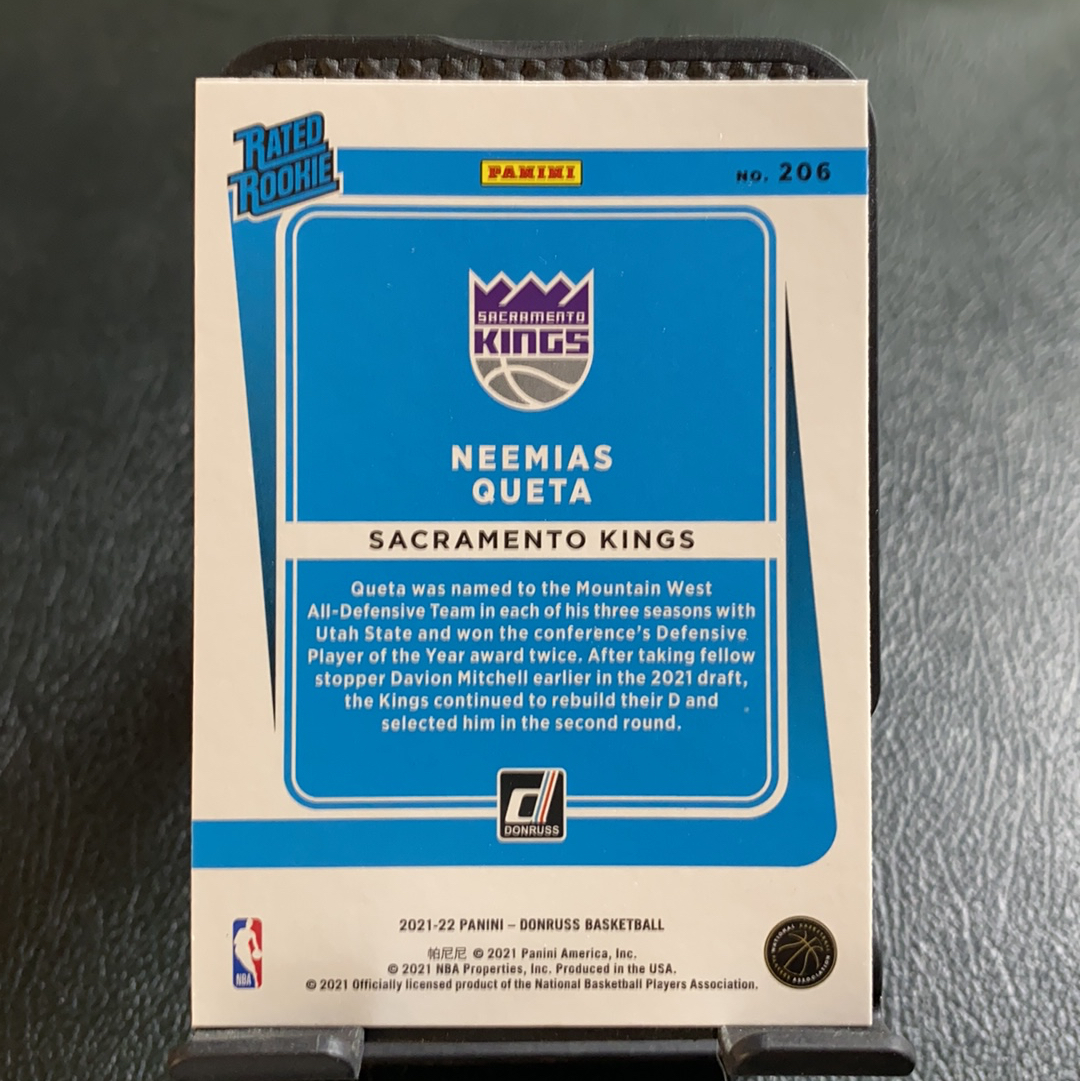 RATED
ROOKIE
PANINI
NO. 206
SACRAMENTO
KINGS
NEEMIAS
QUETA
SACRAMENTO KINGS
Queta was named to the Mountain West
All-Defensive Team in each of his three seasons with
Utah State and won the conference's Defensive
Player of the Year award twice. After taking fellow
stopper Davion Mitchell earlier in the 2021 draft,
the Kings continued to rebuild their D and
selected him in the second round.
d
DONRUSS
2021-22 PANINI – DONRUSS BASKETBALL
帕尼尼 © 2021 Panini America, Inc.
© 2021 NBA Properties, Inc. Produced in the USA.
© 2021 Officially licensed product of the National Basketball Players Association.
NBA
NATIONAL BASKETBALL
PLAYERS ASSOCIATION